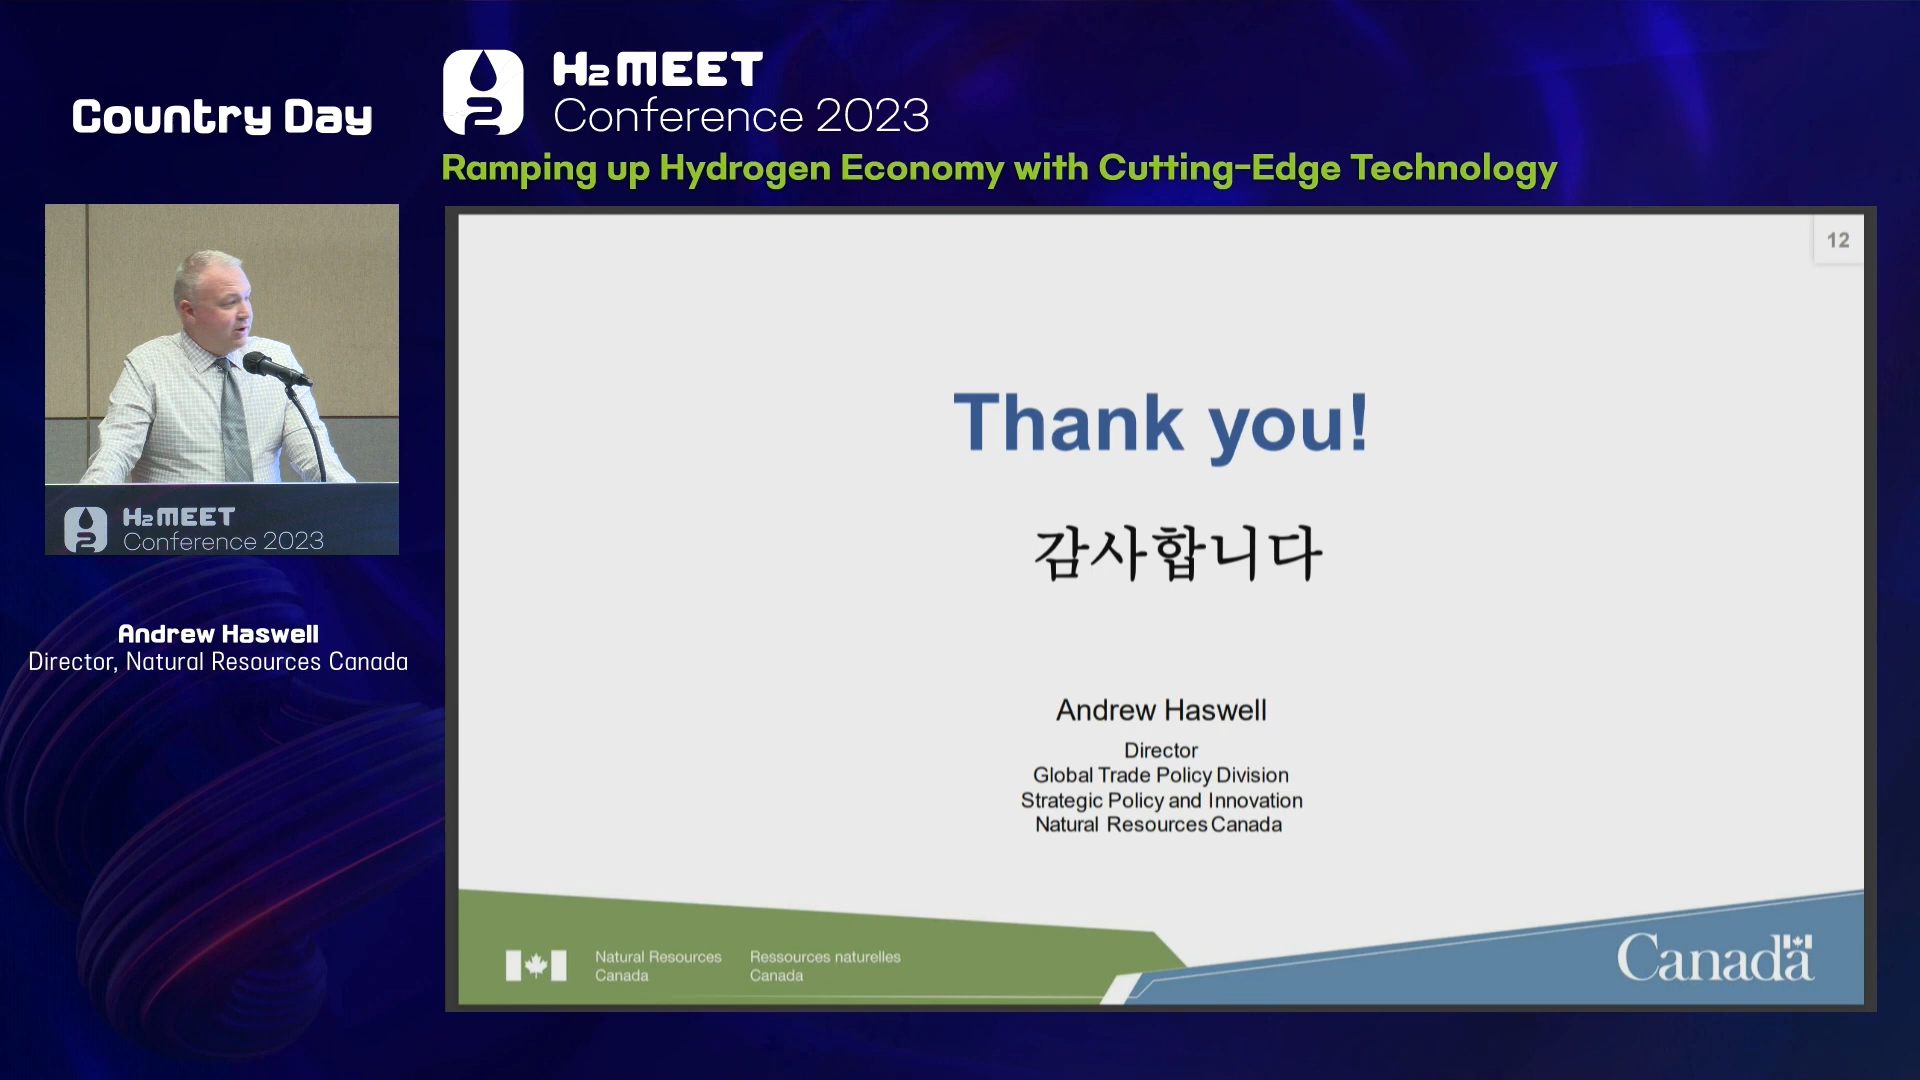 Country Day
H2 MEET
Conference 2023
Ramping up Hydrogen Economy with Cutting-Edge Technology
H2 MEET
Conference 2023
Andrew Haswell
Director, Natural Resources Canada
12
Thank you!
감사합니다
Andrew Haswell
Director
Global Trade Policy Division
Strategic Policy and Innovation
Natural Resources Canada
Natural Resources
Canada
Ressources naturelles
Canada
Canada